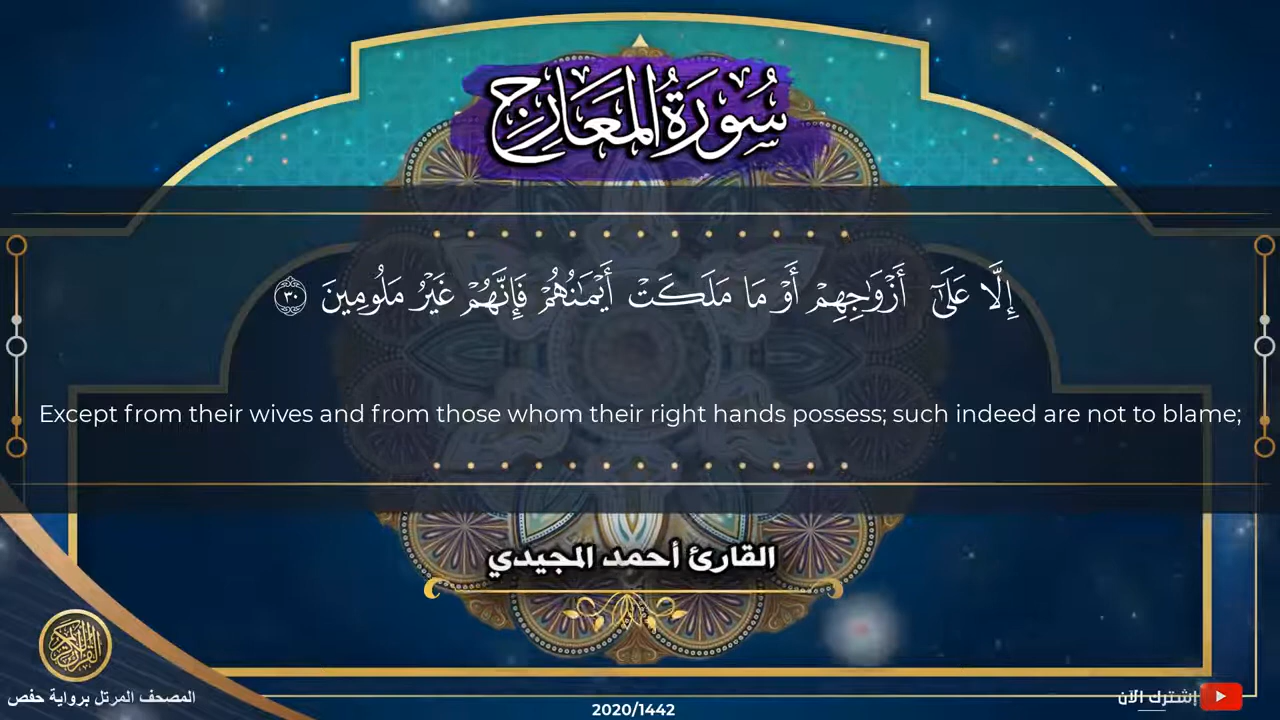 سُورَةُ المَعَارِجِ
إِلَّا عَلَىٰٓ أَزْوَٰجِهِمْ أَوْ مَا مَلَكَتْ أَيْمَٰنُهُمْ فَإِنَّهُمْ غَيْرُ مَلُومِينَ ٣٠
Except from their wives and from those whom their right hands possess; such indeed are not to blame;
القارئ أحمد المجيدي
المصحف المرتل برواية حفص
إشترك الآن
2020/1442